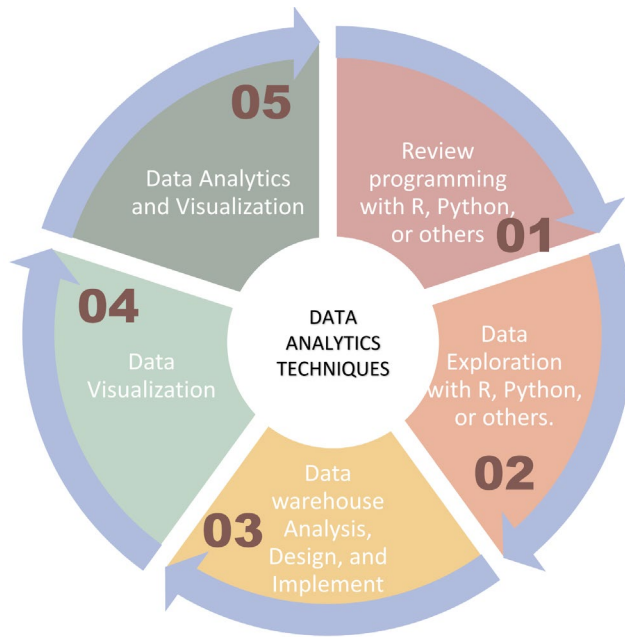 05
Data Analytics
and Visualization
Review
programming
with R, Python,
or others
01
04
Data
Visualization
DATA
ANALYTICS
TECHNIQUES
Data
Exploration
with R, Python,
or others.
02
03
Data
warehouse
Analysis,
Design, and
Implement